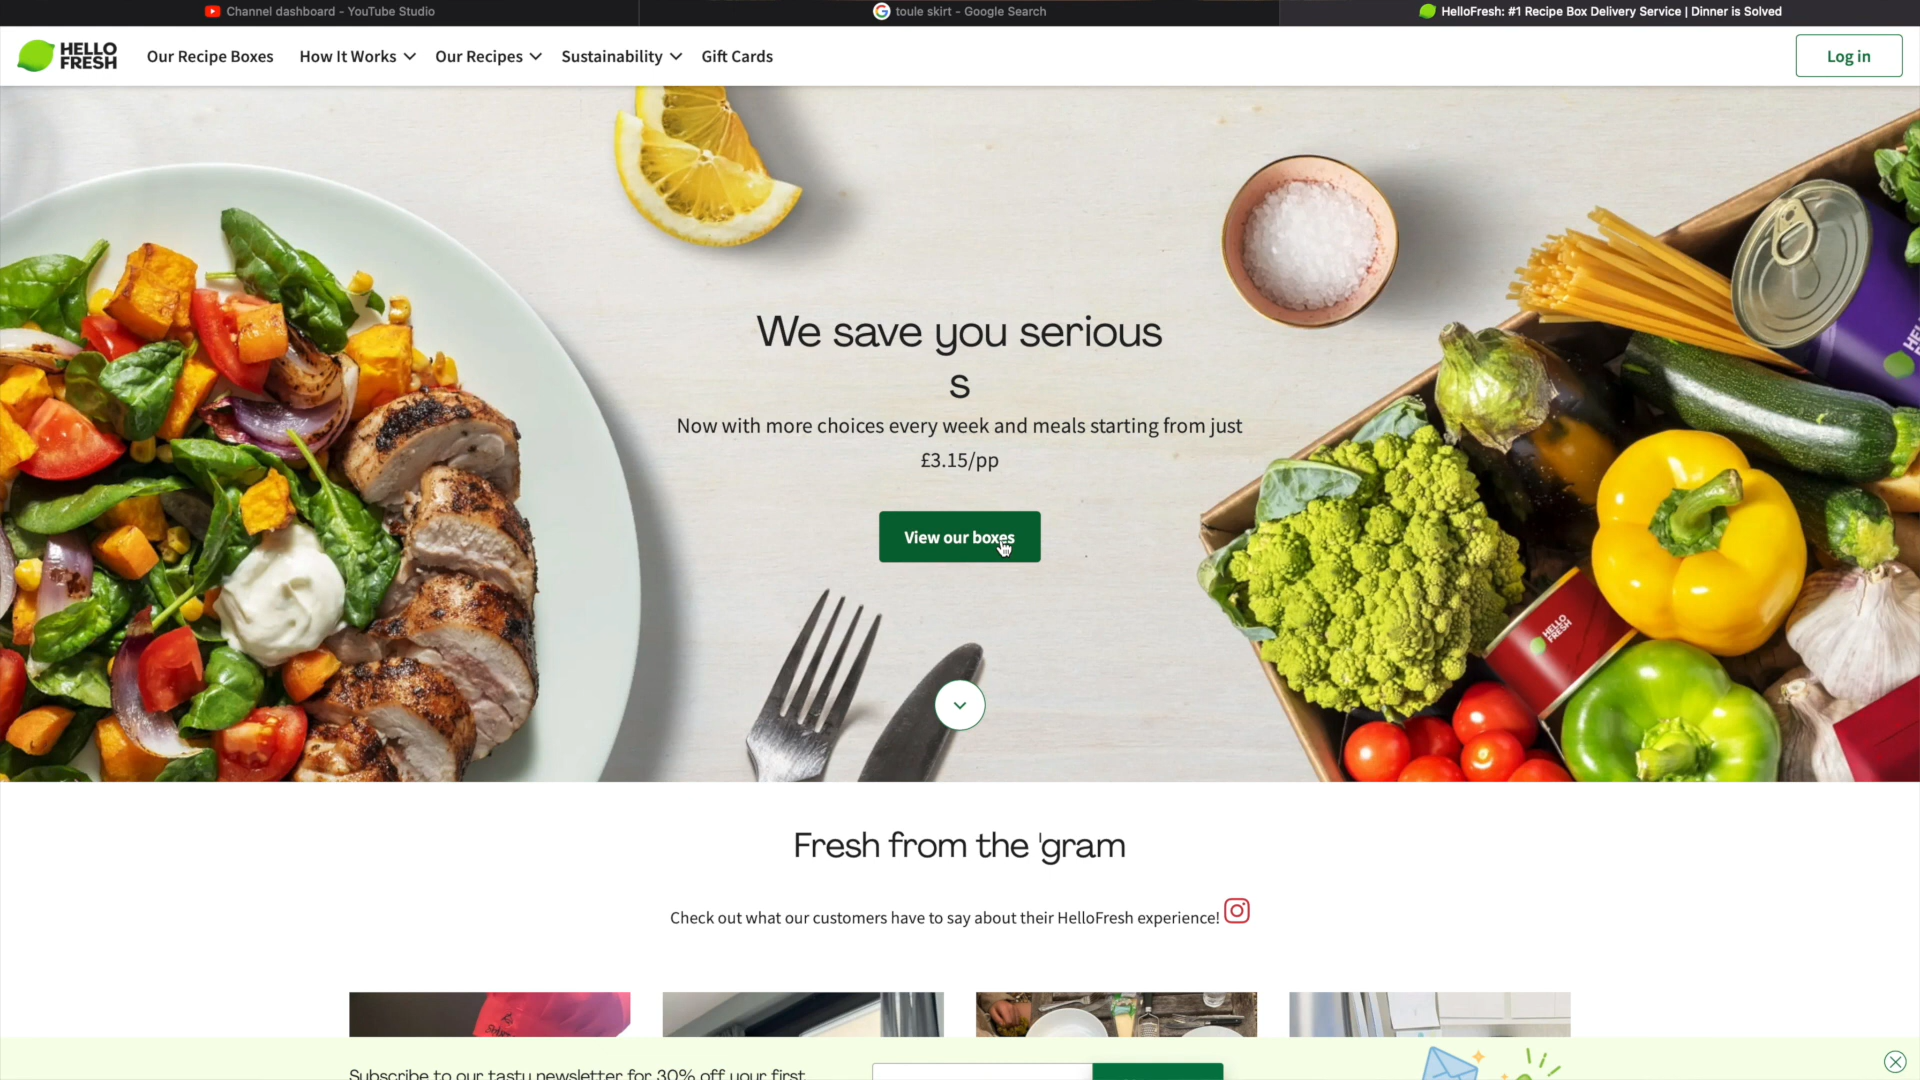 Channel dashboard - YouTube Studio
toule skirt - Google Search
HelloFresh: #1 Recipe Box Delivery Service | Dinner is Solved
HELLO
FRESH
Our Recipe Boxes
How It Works
Our Recipes
Sustainability
Gift Cards
Log in
We save you serious
s
Now with more choices every week and meals starting from just
£3.15/pp
View our boxes
HELLO
FRESH
Fresh from the 'gram
Check out what our customers have to say about their HelloFresh experience!
Subscribe to our tasty newsletter for 30% off your first